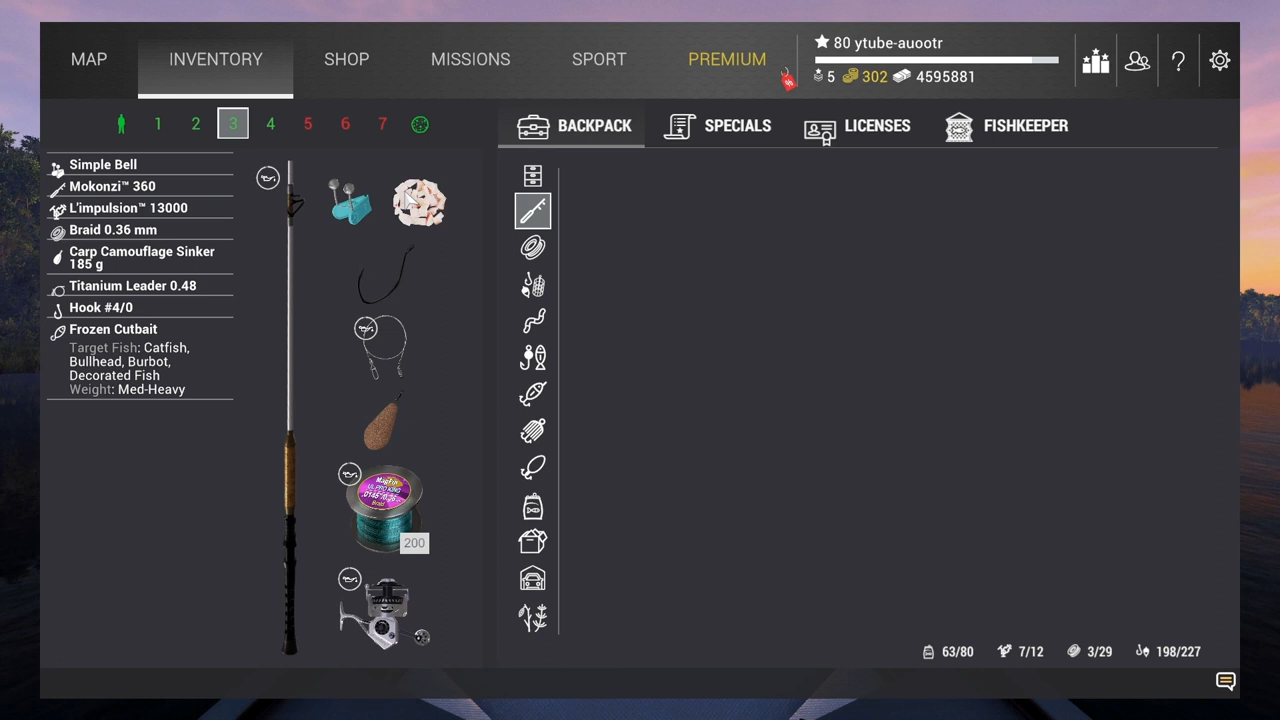 MAP
INVENTORY
SHOP
MISSIONS
SPORT
PREMIUM
%
80 ytube-auootr
5 302 4595881
?
1 2 3 4 5 6 7
BACKPACK
SPECIALS
LICENSES
FISHKEEPER
Simple Bell
Mokonzi™ 360
L'impulsion™ 13000
Braid 0.36 mm
Carp Camouflage Sinker
185 g
Titanium Leader 0.48
Hook #4/0
Frozen Cutbait
Target Fish: Catfish,
Bullhead, Burbot,
Decorated Fish
Weight: Med-Heavy
MagFin
Braid
200
63/80
7/12
3/29
198/227